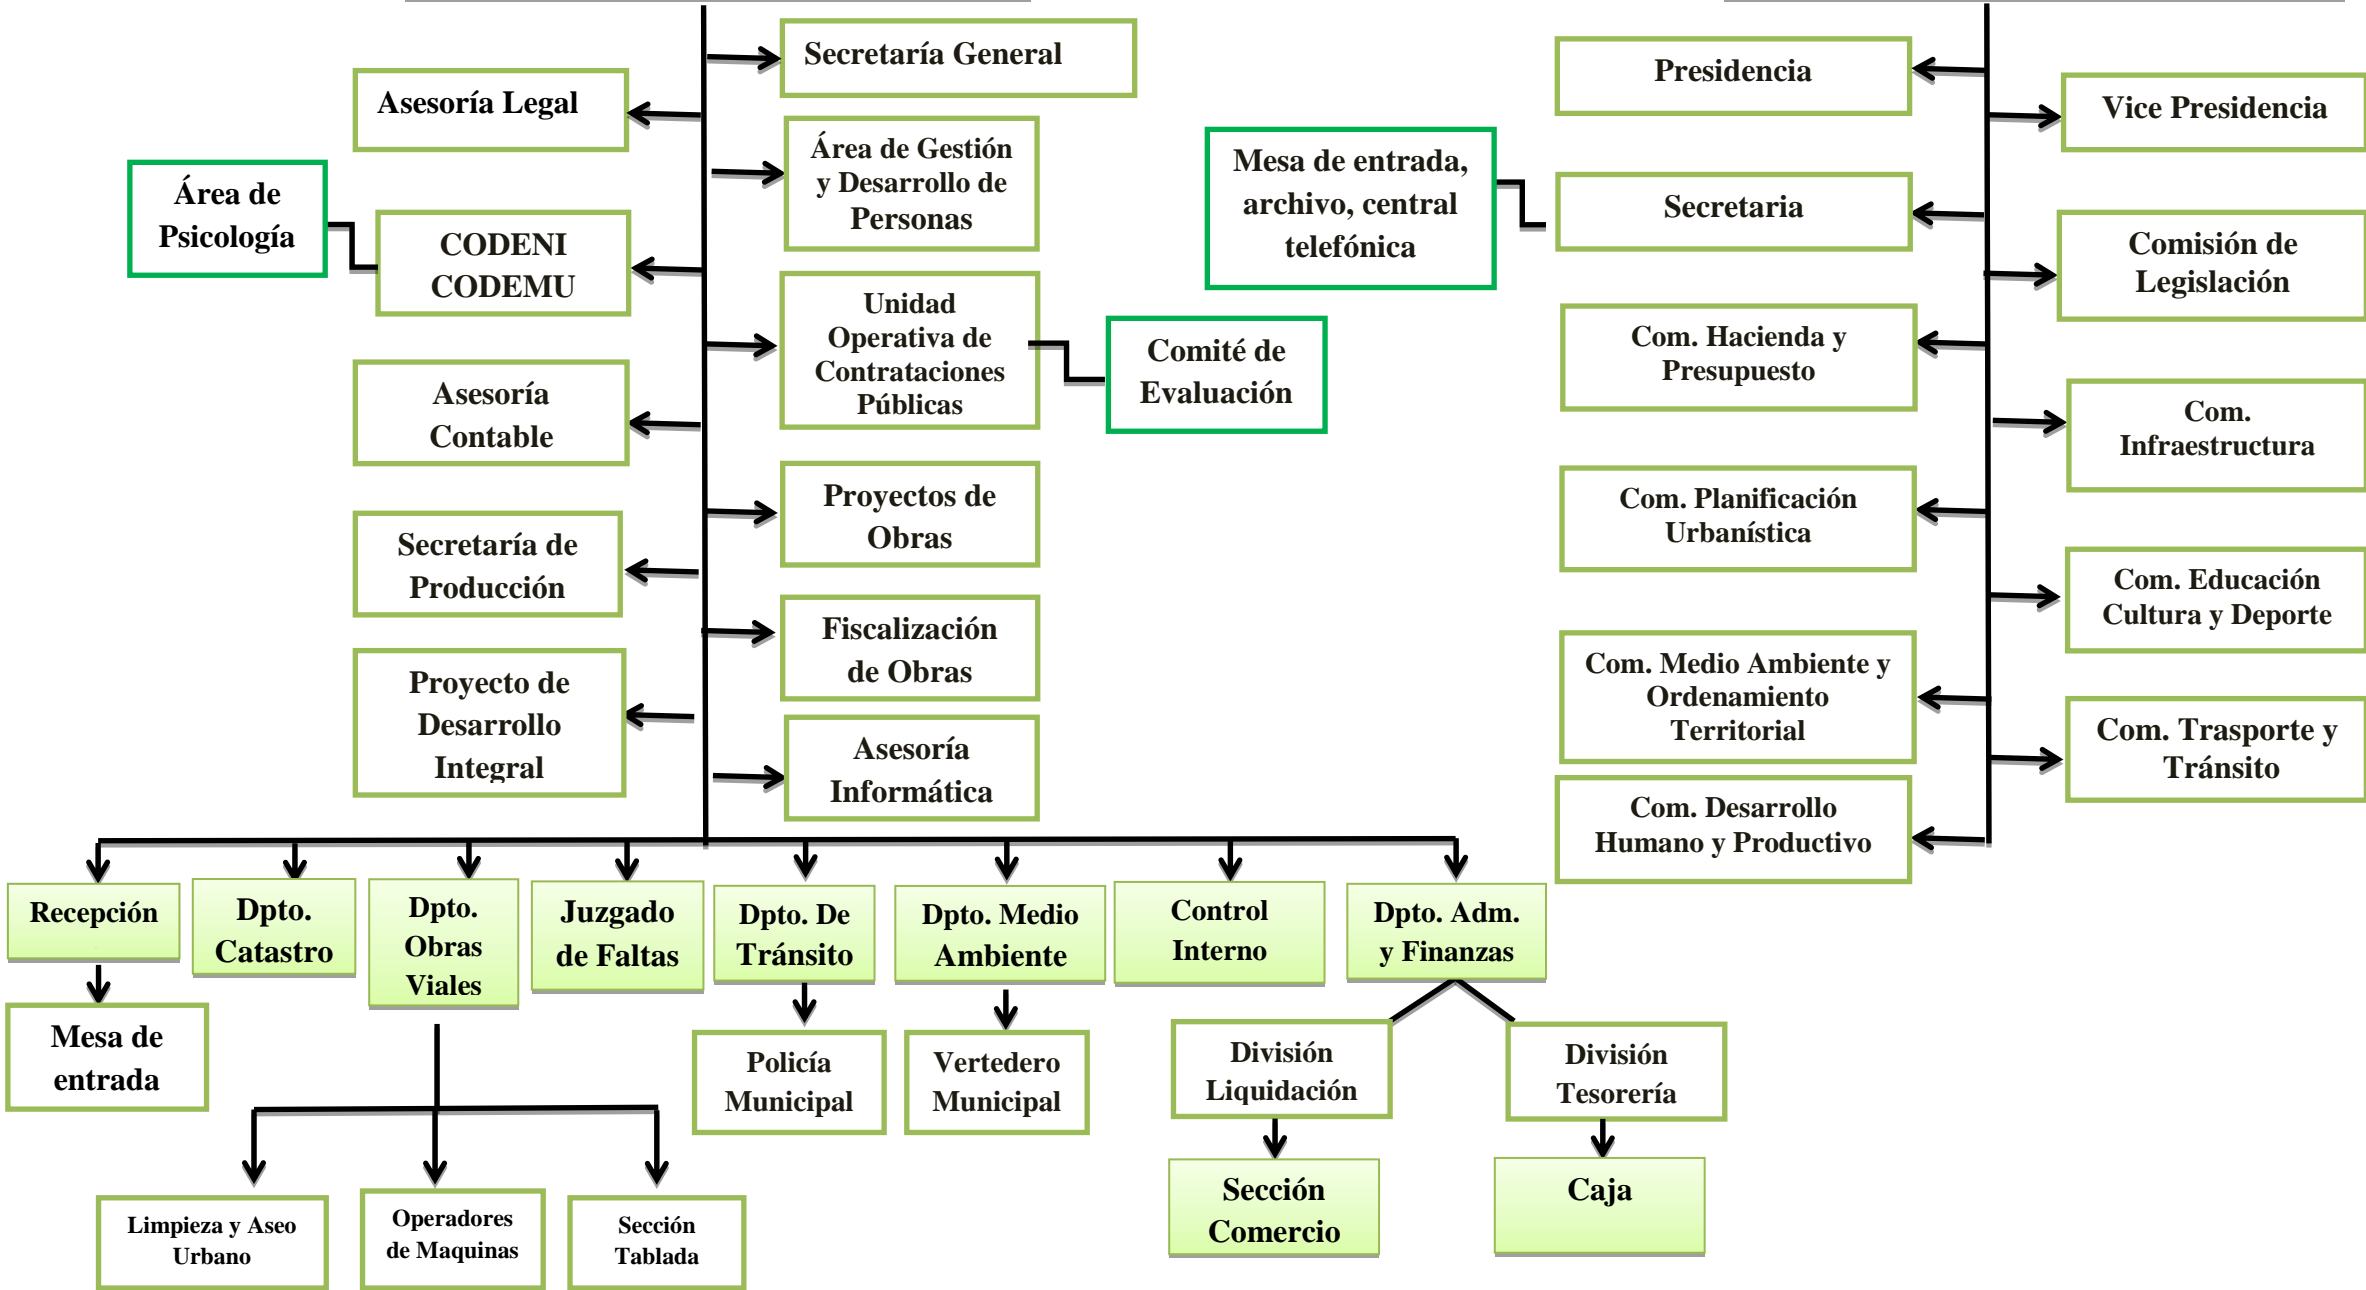 Secretaría General
Asesoría Legal
Área de Gestión
y Desarrollo de
Personas
Área de
Psicología
CODENI
CODEMU
Unidad
Operativa de
Contrataciones
Públicas
Comité de
Evaluación
Asesoría
Contable
Proyectos de
Obras
Secretaría de
Producción
Fiscalización
de Obras
Proyecto de
Desarrollo
Integral
Asesoría
Informática
Presidencia
Vice Presidencia
Mesa de entrada,
archivo, central
telefónica
Secretaria
Comisión de
Legislación
Com. Hacienda y
Presupuesto
Com.
Infraestructura
Com. Planificación
Urbanística
Com. Educación
Cultura y Deporte
Com. Medio Ambiente y
Ordenamiento
Territorial
Com. Trasporte y
Tránsito
Com. Desarrollo
Humano y Productivo
Recepción
Dpto.
Catastro
Dpto.
Obras
Viales
Juzgado
de Faltas
Dpto. De
Tránsito
Dpto. Medio
Ambiente
Control
Interno
Dpto. Adm.
y Finanzas
Mesa de
entrada
Policía
Municipal
Vertedero
Municipal
División
Liquidación
División
Tesorería
Limpieza y Aseo
Urbano
Operadores
de Maquinas
Sección
Tablada
Sección
Comercio
Caja